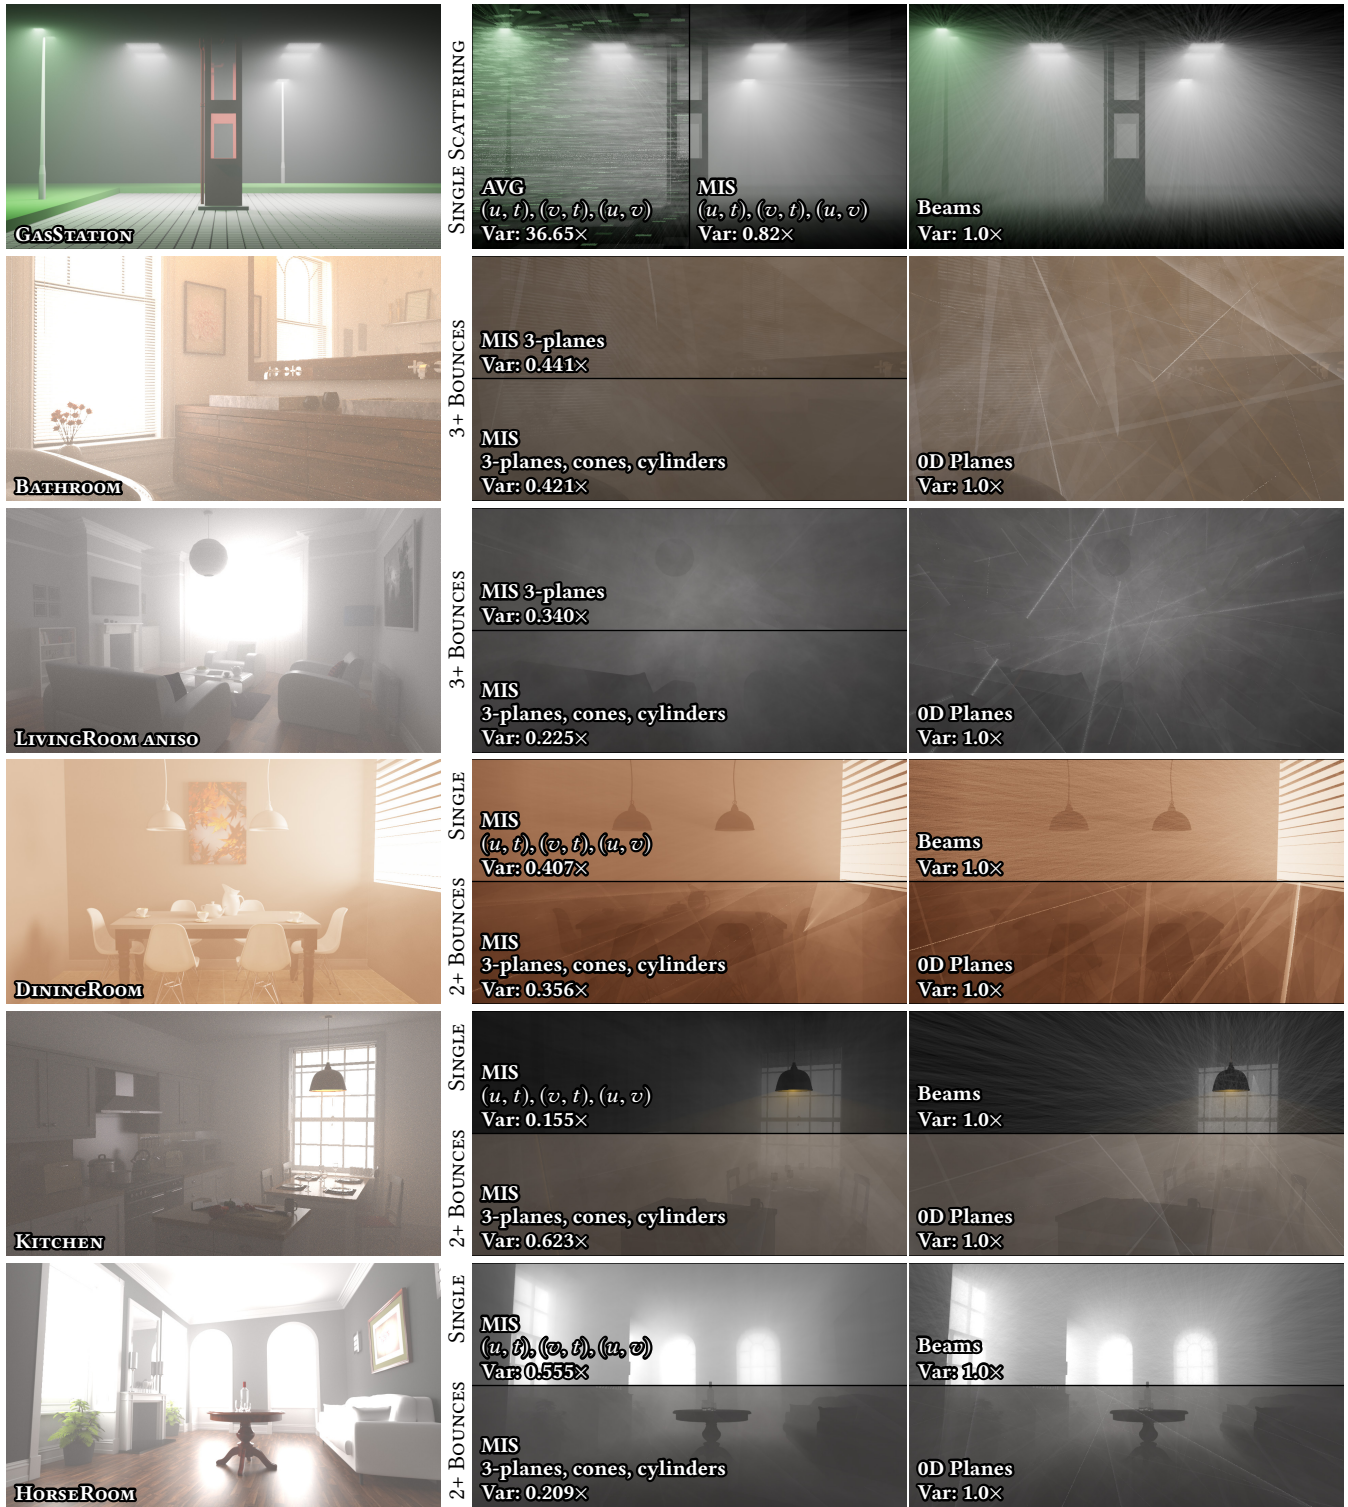 GasStation
Single Scattering
AVG
(u, t), (v, t), (u, v)
Var: 36.65×
MIS
(u, t), (v, t), (u, v)
Var: 0.82×
Beams
Var: 1.0×
Bathroom
3+ Bounces
MIS 3-planes
Var: 0.441×
MIS
3-planes, cones, cylinders
Var: 0.421×
0D Planes
Var: 1.0×
LivingRoom aniso
3+ Bounces
MIS 3-planes
Var: 0.340×
MIS
3-planes, cones, cylinders
Var: 0.225×
0D Planes
Var: 1.0×
DiningRoom
Single
2+ Bounces
MIS
(u, t), (v, t), (u, v)
Var: 0.407×
Beams
Var: 1.0×
MIS
3-planes, cones, cylinders
Var: 0.356×
0D Planes
Var: 1.0×
Kitchen
Single
2+ Bounces
MIS
(u, t), (v, t), (u, v)
Var: 0.155×
Beams
Var: 1.0×
MIS
3-planes, cones, cylinders
Var: 0.623×
0D Planes
Var: 1.0×
HorseRoom
Single
2+ Bounces
MIS
(u, t), (v, t), (u, v)
Var: 0.555×
Beams
Var: 1.0×
MIS
3-planes, cones, cylinders
Var: 0.209×
0D Planes
Var: 1.0×